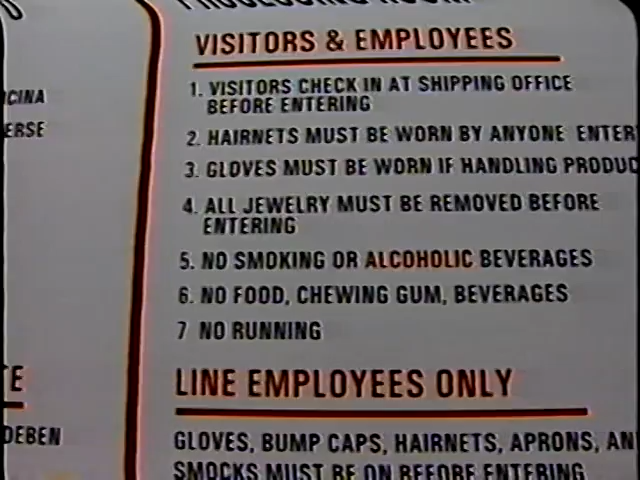 CINA
ERSE
E
DEBEN
VISITORS & EMPLOYEES
1. VISITORS CHECK IN AT SHIPPING OFFICE
BEFORE ENTERING
2. HAIRNETS MUST BE WORN BY ANYONE ENTER
3. GLOVES MUST BE WORN IF HANDLING PRODUC
4. ALL JEWELRY MUST BE REMOVED BEFORE
ENTERING
5. NO SMOKING OR ALCOHOLIC BEVERAGES
6. NO FOOD, CHEWING GUM, BEVERAGES
7 NO RUNNING
LINE EMPLOYEES ONLY
GLOVES, BUMP CAPS, HAIRNETS, APRONS, AN
SMOCKS MUST BE ON BEFORE ENTERING